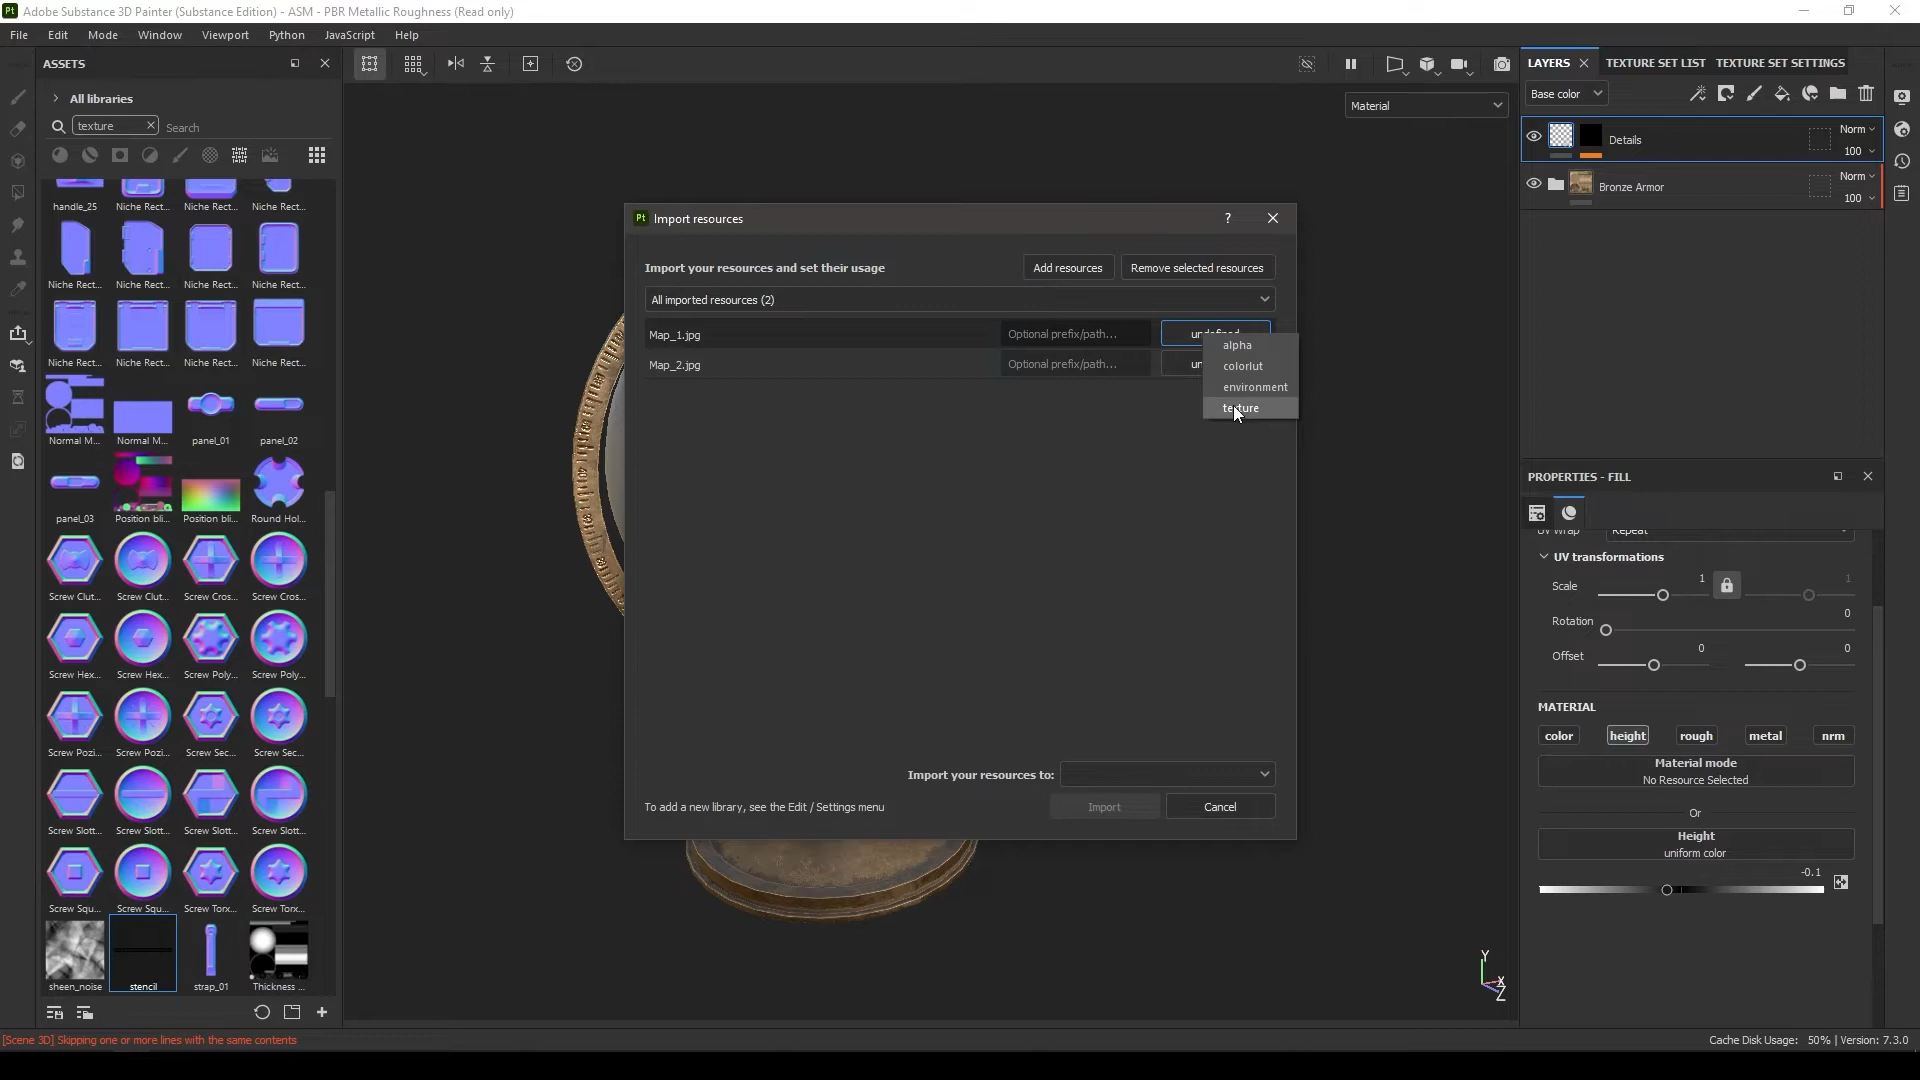 Pt Adobe Substance 3D Painter (Substance Edition) - ASM - PBR Metallic Roughness (Read only)
File Edit Mode Window Viewport Python JavaScript Help
ASSETS
All libraries
texture Search
handle_25 Niche Rect... Niche Rect... Niche Rect...
Niche Rect... Niche Rect... Niche Rect... Niche Rect...
Niche Rect... Niche Rect... Niche Rect... Niche Rect...
Normal M... Normal M... panel_01 panel_02
panel_03 Position bli... Position bli... Round Hol...
Screw Clut... Screw Clut... Screw Cros... Screw Cros...
Screw Hex... Screw Hex... Screw Poly... Screw Poly...
Screw Pozi... Screw Pozi... Screw Sec... Screw Sec...
Screw Slott... Screw Slott... Screw Slott... Screw Slott...
Screw Squ... Screw Squ... Screw Torx... Screw Torx...
sheen_noise stencil strap_01 Thickness ...
Material
Pt Import resources ?
Import your resources and set their usage Add resources Remove selected resources
All imported resources (2)
Map_1.jpg Optional prefix/path... undefined
Map_2.jpg Optional prefix/path... un
alpha
colorlut
environment
texture
Import your resources to:
To add a new library, see the Edit / Settings menu Import Cancel
Y
X
Z
LAYERS TEXTURE SET LIST TEXTURE SET SETTINGS
Base color
Details Norm
100
Bronze Armor Norm
100
PROPERTIES - FILL
UV Wrap Repeat
UV transformations
Scale 1 1
Rotation 0
Offset 0 0
MATERIAL
color height rough metal nrm
Material mode
No Resource Selected
Or
Height
uniform color
-0.1
[Scene 3D] Skipping one or more lines with the same contents
Cache Disk Usage: 50% | Version: 7.3.0